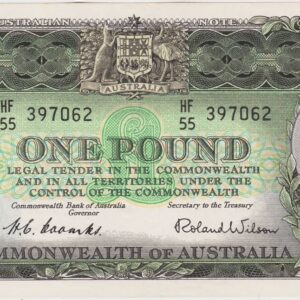 AUSTRALIAN NOTE
AUSTRALIA
HF 55 397062 HF 55 397062
ONE POUND
LEGAL TENDER IN THE COMMONWEALTH
AND IN ALL TERRITORIES UNDER THE
CONTROL OF THE COMMONWEALTH
Commonwealth Bank of Australia Secretary to the Treasury
Governor
H.C. Coombs Roland Wilson
COMMONWEALTH OF AUSTRALIA